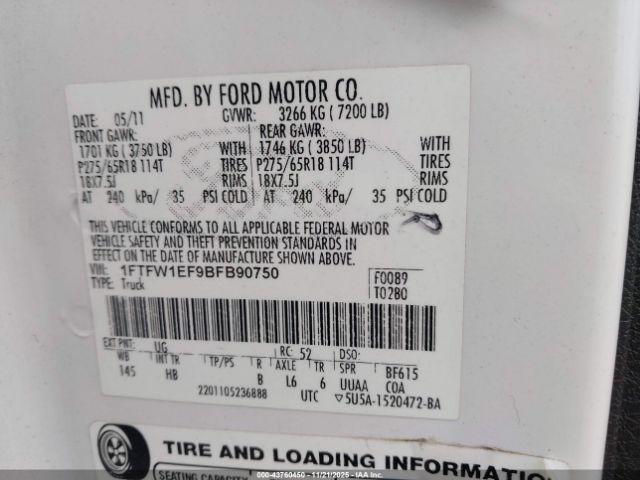 MFD. BY FORD MOTOR CO.
DATE: 05/11 GVWR: 3266 KG ( 7200 LB)
FRONT GAWR: REAR GAWR:
1701 KG ( 3750 LB) WITH 1746 KG ( 3850 LB) WITH
P275/65R18 114T TIRES P275/65R18 114T TIRES
18X7.5J RIMS 18X7.5J RIMS
AT 240 kPa/ 35 PSI COLD AT 240 kPa/ 35 PSI COLD
THIS VEHICLE CONFORMS TO ALL APPLICABLE FEDERAL MOTOR
VEHICLE SAFETY AND THEFT PREVENTION STANDARDS IN
EFFECT ON THE DATE OF MANUFACTURE SHOWN ABOVE.
VIN: 1FTFW1EF9BFB90750 F0089
TYPE: Truck T02B0
EXT PNT: UG RC: 52 DSO:
WB INT TR TP/PS R AXLE TR SPR BF615
145 HB B L6 6 UUAA COA
2201105236888 UTC ▽5U5A-1520472-BA
TIRE AND LOADING INFORMATION
SEATING CAPACITY
000-43760450 - 11/21/2025 - IAA Inc.